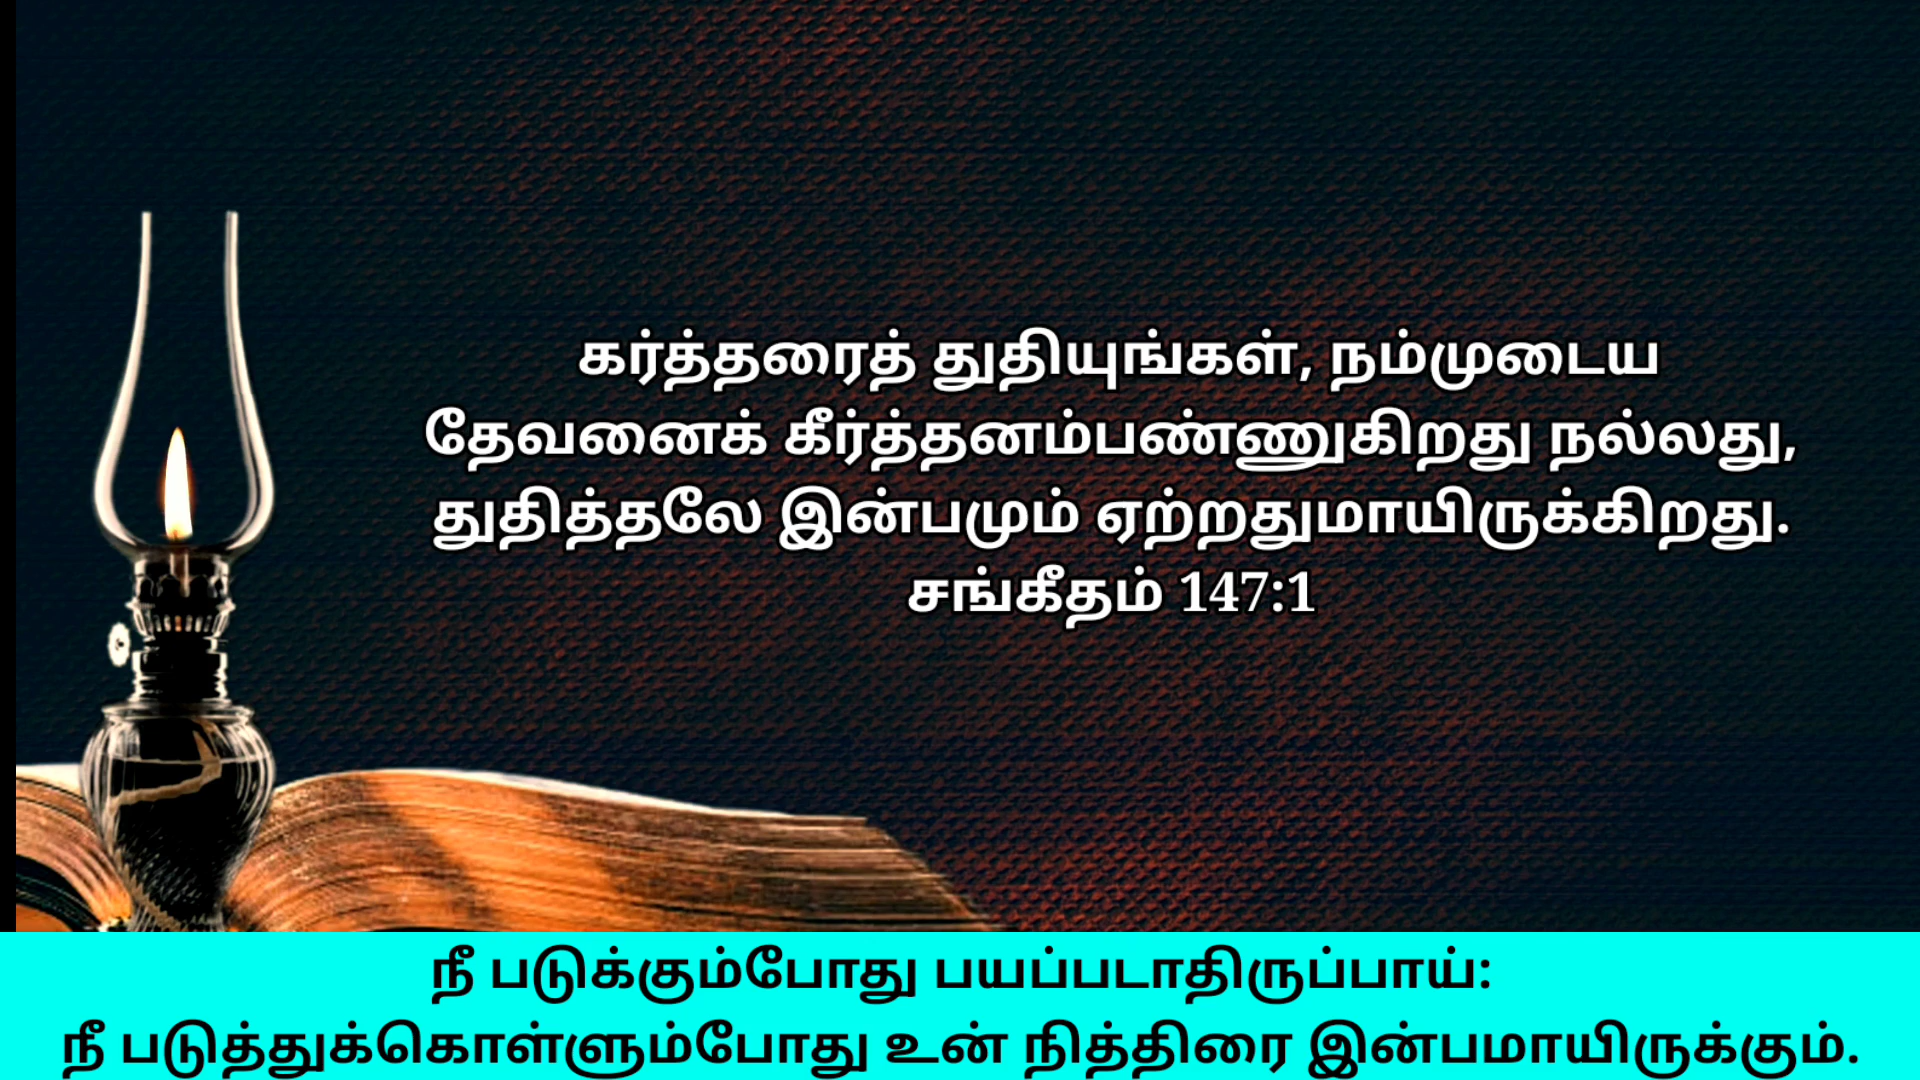 கர்த்தரைத் துதியுங்கள், நம்முடைய
தேவனைக் கீர்த்தனம்பண்ணுகிறது நல்லது,
துதித்தலே இன்பமும் ஏற்றதுமாயிருக்கிறது.
சங்கீதம் 147:1
நீ படுக்கும்போது பயப்படாதிருப்பாய்:
நீ படுத்துக்கொள்ளும்போது உன் நித்திரை இன்பமாயிருக்கும்.